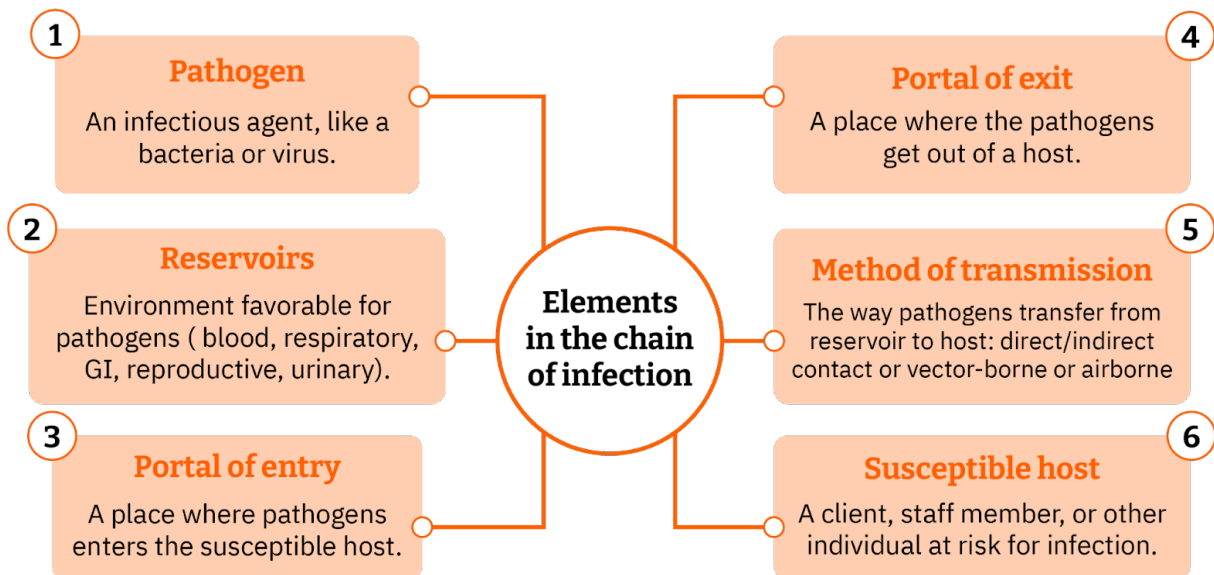 1
Pathogen
An infectious agent, like a
bacteria or virus.
2
Reservoirs
Environment favorable for
pathogens ( blood, respiratory,
GI, reproductive, urinary).
3
Portal of entry
A place where pathogens
enters the susceptible host.
Elements
in the chain
of infection
4
Portal of exit
A place where the pathogens
get out of a host.
5
Method of transmission
The way pathogens transfer from
reservoir to host: direct/indirect
contact or vector-borne or airborne
6
Susceptible host
A client, staff member, or other
individual at risk for infection.